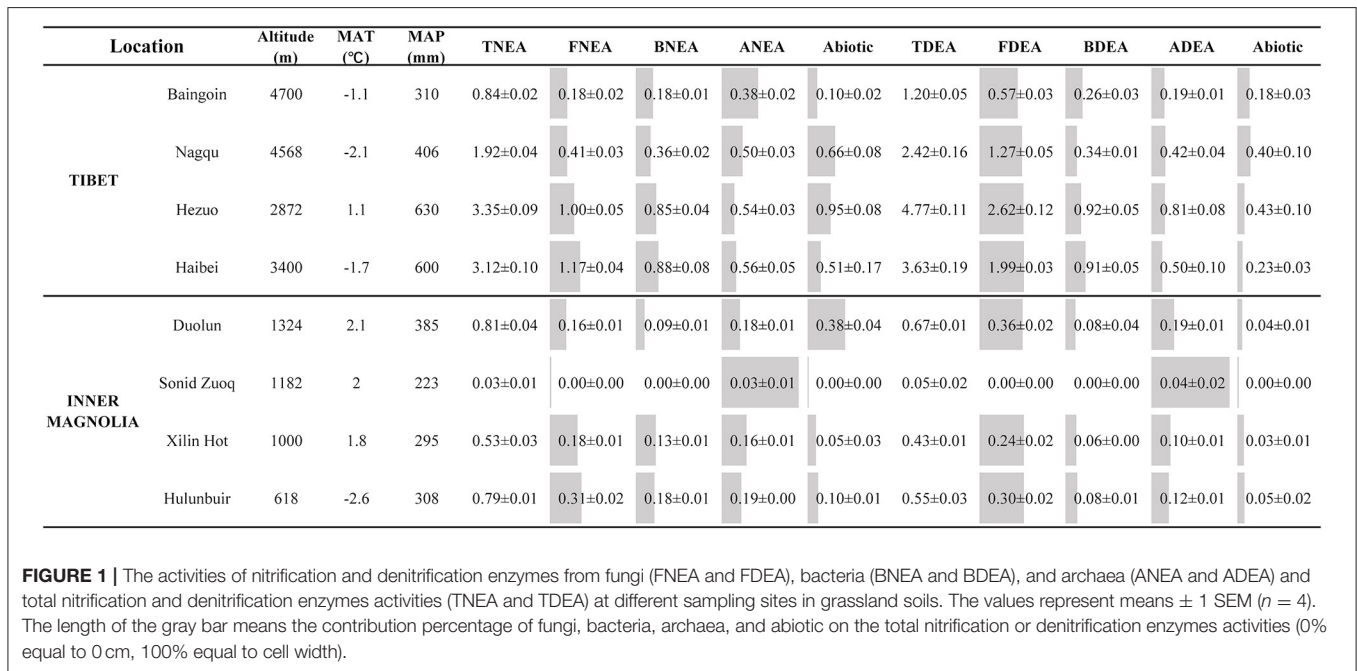 Location Altitude (m) MAT (℃) MAP (mm) TNEA FNEA BNEA ANEA Abiotic TDEA FDEA BDEA ADEA Abiotic
TIBET
Baingoin 4700 -1.1 310 0.84±0.02 0.18±0.02 0.18±0.01 0.38±0.02 0.10±0.02 1.20±0.05 0.57±0.03 0.26±0.03 0.19±0.01 0.18±0.03
Nagqu 4568 -2.1 406 1.92±0.04 0.41±0.03 0.36±0.02 0.50±0.03 0.66±0.08 2.42±0.16 1.27±0.05 0.34±0.01 0.42±0.04 0.40±0.10
Hezuo 2872 1.1 630 3.35±0.09 1.00±0.05 0.85±0.04 0.54±0.03 0.95±0.08 4.77±0.11 2.62±0.12 0.92±0.05 0.81±0.08 0.43±0.10
Haibei 3400 -1.7 600 3.12±0.10 1.17±0.04 0.88±0.08 0.56±0.05 0.51±0.17 3.63±0.19 1.99±0.03 0.91±0.05 0.50±0.10 0.23±0.03
INNER
MAGNOLIA
Duolun 1324 2.1 385 0.81±0.04 0.16±0.01 0.09±0.01 0.18±0.01 0.38±0.04 0.67±0.01 0.36±0.02 0.08±0.04 0.19±0.01 0.04±0.01
Sonid Zuoq 1182 2 223 0.03±0.01 0.00±0.00 0.00±0.00 0.03±0.01 0.00±0.00 0.05±0.02 0.00±0.00 0.00±0.00 0.04±0.02 0.00±0.00
Xilin Hot 1000 1.8 295 0.53±0.03 0.18±0.01 0.13±0.01 0.16±0.01 0.05±0.03 0.43±0.01 0.24±0.02 0.06±0.00 0.10±0.01 0.03±0.01
Hulunbuir 618 -2.6 308 0.79±0.01 0.31±0.02 0.18±0.01 0.19±0.00 0.10±0.01 0.55±0.03 0.30±0.02 0.08±0.01 0.12±0.01 0.05±0.02
FIGURE 1 | The activities of nitrification and denitrification enzymes from fungi (FNEA and FDEA), bacteria (BNEA and BDEA), and archaea (ANEA and ADEA) and
total nitrification and denitrification enzymes activities (TNEA and TDEA) at different sampling sites in grassland soils. The values represent means ± 1 SEM (n = 4).
The length of the gray bar means the contribution percentage of fungi, bacteria, archaea, and abiotic on the total nitrification or denitrification enzymes activities (0%
equal to 0 cm, 100% equal to cell width).